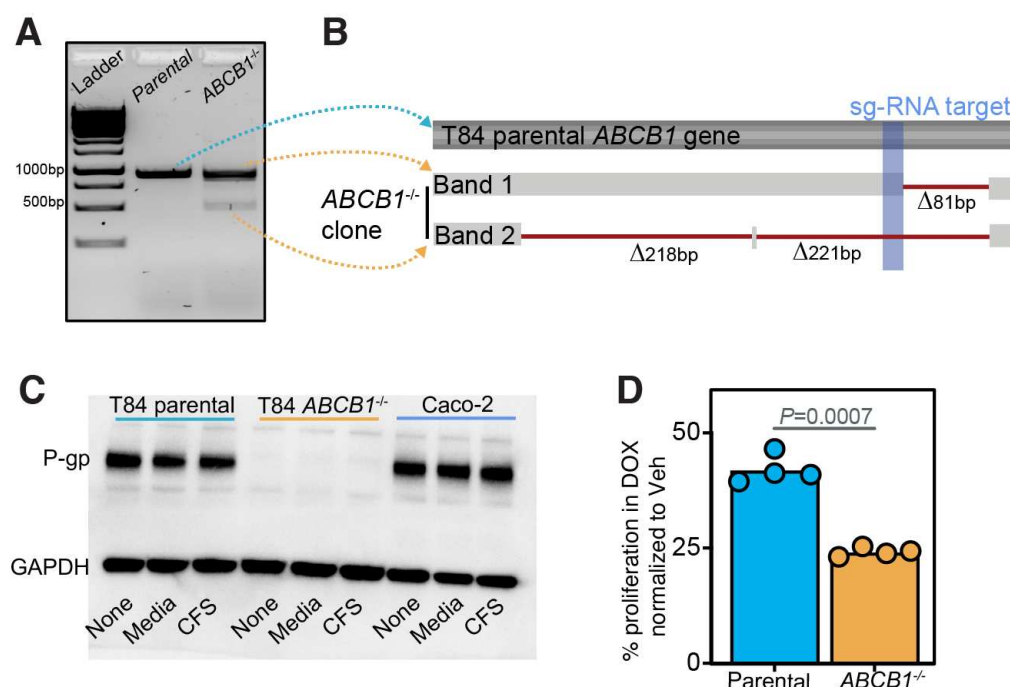 A
Ladder
Parental
ABCB1-/-
1000bp
500bp
B
sg-RNA target
T84 parental ABCB1 gene
Band 1
Δ81bp
ABCB1-/-
clone
Band 2
Δ218bp
Δ221bp
C
T84 parental
T84 ABCB1-/-
Caco-2
P-gp
GAPDH
None
Media
CFS
None
Media
CFS
None
Media
CFS
D
P=0.0007
% proliferation in DOX
normalized to Veh
50
25
0
Parental
ABCB1-/-